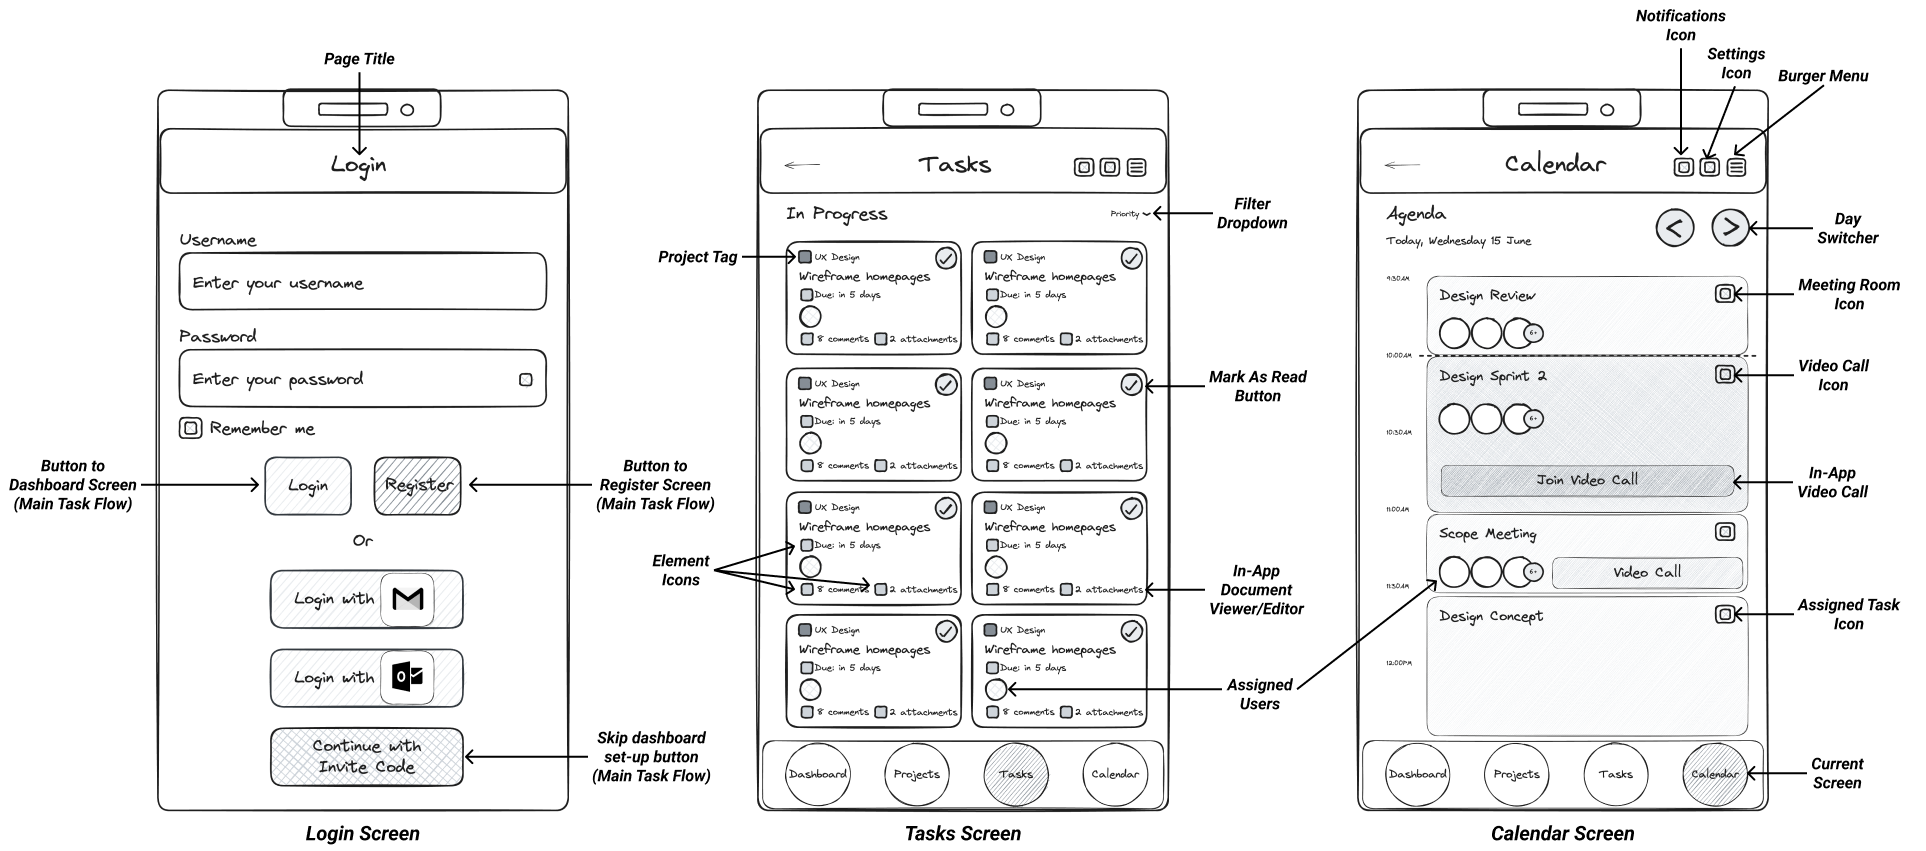 Page Title
Login
Username
Enter your username
Password
Enter your password
Remember me
Button to
Dashboard Screen
(Main Task Flow)
Login
Register
Button to
Register Screen
(Main Task Flow)
Or
Login with
Login with
Continue with
Invite Code
Skip dashboard
set-up button
(Main Task Flow)
Login Screen
Tasks
In Progress
Priority
Filter
Dropdown
Project Tag
UX Design
Wireframe homepages
Due: in 5 days
8 comments
2 attachments
UX Design
Wireframe homepages
Due: in 5 days
8 comments
2 attachments
UX Design
Wireframe homepages
Due: in 5 days
8 comments
2 attachments
UX Design
Wireframe homepages
Due: in 5 days
8 comments
2 attachments
Mark As Read
Button
UX Design
Wireframe homepages
Due: in 5 days
8 comments
2 attachments
Element
Icons
UX Design
Wireframe homepages
Due: in 5 days
8 comments
2 attachments
In-App
Document
Viewer/Editor
UX Design
Wireframe homepages
Due: in 5 days
8 comments
2 attachments
UX Design
Wireframe homepages
Due: in 5 days
8 comments
2 attachments
Assigned
Users
Dashboard
Projects
Tasks
Calendar
Tasks Screen
Notifications
Icon
Settings
Icon
Burger Menu
Calendar
Agenda
Today, Wednesday 15 June
< >
Day
Switcher
9:30AM
Design Review
6+
Meeting Room
Icon
10:00AM
Design Sprint 2
6+
Video Call
Icon
10:30AM
Join Video Call
In-App
Video Call
11:00AM
Scope Meeting
6+
Video Call
11:30AM
Design Concept
Assigned Task
Icon
12:00PM
Dashboard
Projects
Tasks
Calendar
Current
Screen
Calendar Screen